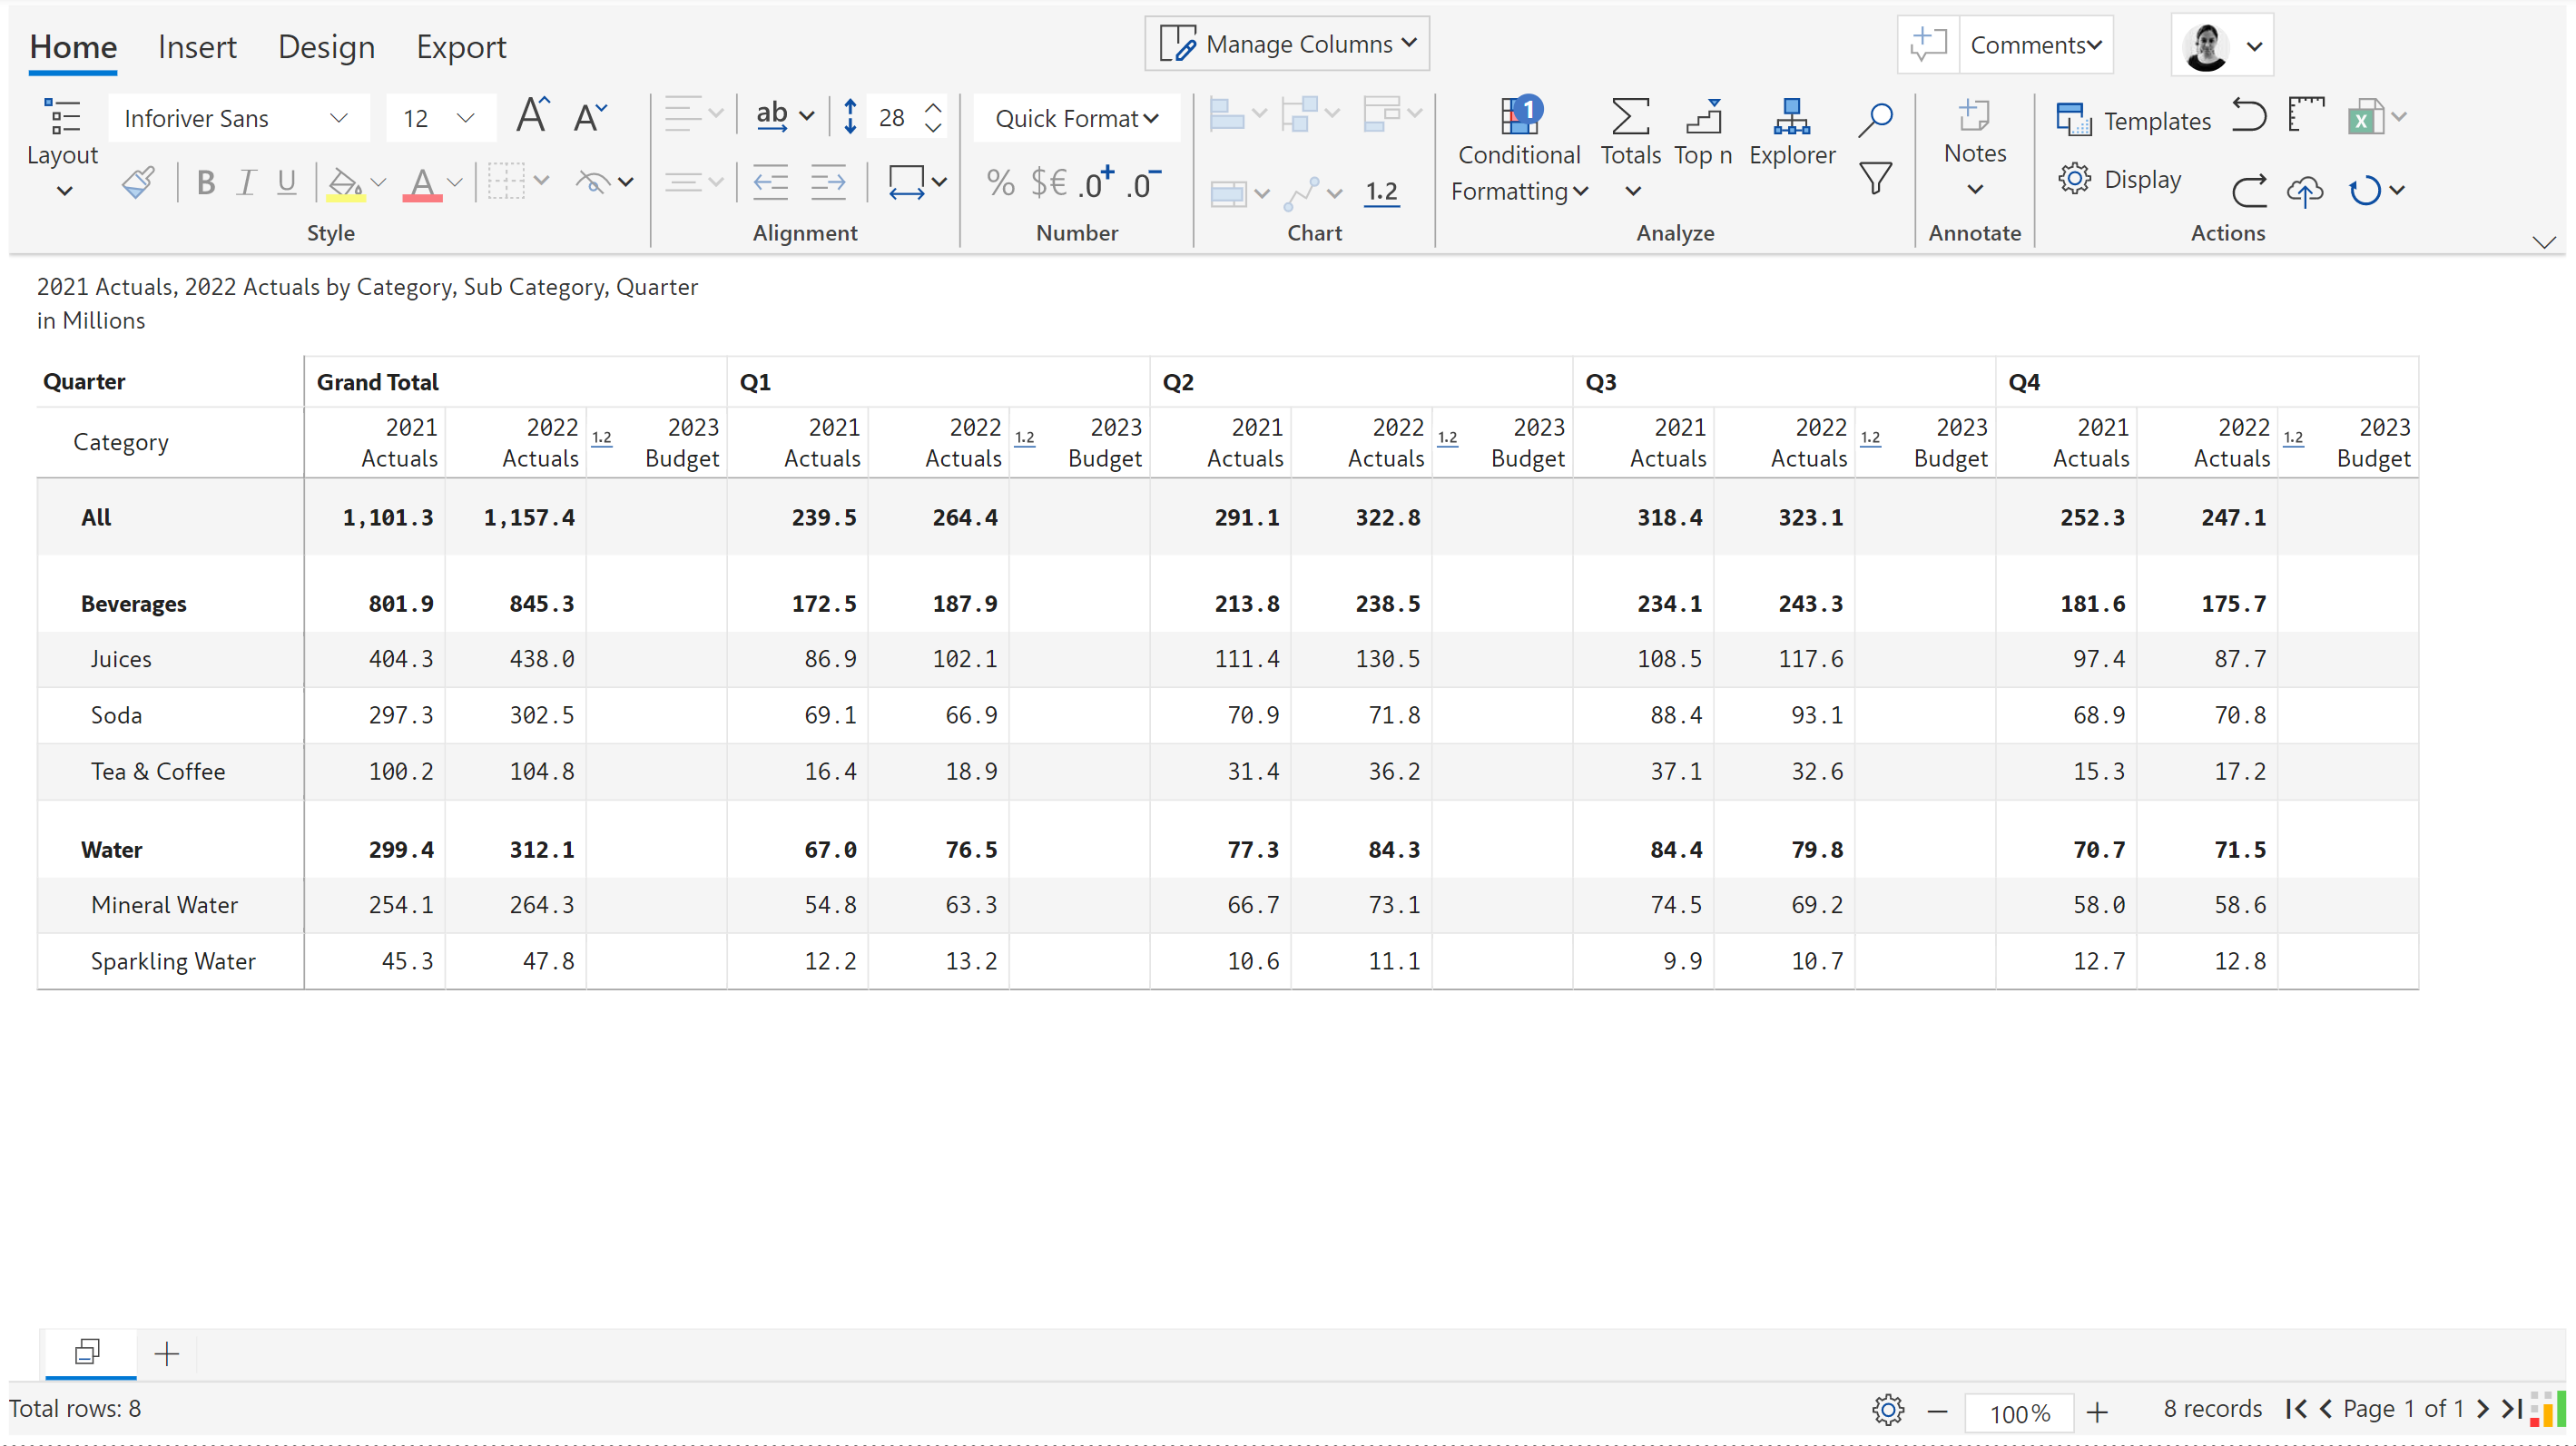 Home Insert Design Export Manage Columns Comments
Inforiver Sans 12 A A ab 28 Quick Format
Layout Conditional Formatting Totals Top n Explorer Notes Templates
B I U A % $€ .0+ .0- 1.2 Display
Style Alignment Number Chart Analyze Annotate Actions
2021 Actuals, 2022 Actuals by Category, Sub Category, Quarter
in Millions
Quarter Grand Total Q1 Q2 Q3 Q4
Category 2021 Actuals 2022 Actuals 1.2 2023 Budget 2021 Actuals 2022 Actuals 1.2 2023 Budget 2021 Actuals 2022 Actuals 1.2 2023 Budget 2021 Actuals 2022 Actuals 1.2 2023 Budget 2021 Actuals 2022 Actuals 1.2 2023 Budget
All 1,101.3 1,157.4 239.5 264.4 291.1 322.8 318.4 323.1 252.3 247.1
Beverages 801.9 845.3 172.5 187.9 213.8 238.5 234.1 243.3 181.6 175.7
Juices 404.3 438.0 86.9 102.1 111.4 130.5 108.5 117.6 97.4 87.7
Soda 297.3 302.5 69.1 66.9 70.9 71.8 88.4 93.1 68.9 70.8
Tea & Coffee 100.2 104.8 16.4 18.9 31.4 36.2 37.1 32.6 15.3 17.2
Water 299.4 312.1 67.0 76.5 77.3 84.3 84.4 79.8 70.7 71.5
Mineral Water 254.1 264.3 54.8 63.3 66.7 73.1 74.5 69.2 58.0 58.6
Sparkling Water 45.3 47.8 12.2 13.2 10.6 11.1 9.9 10.7 12.7 12.8
Total rows: 8 100% 8 records Page 1 of 1